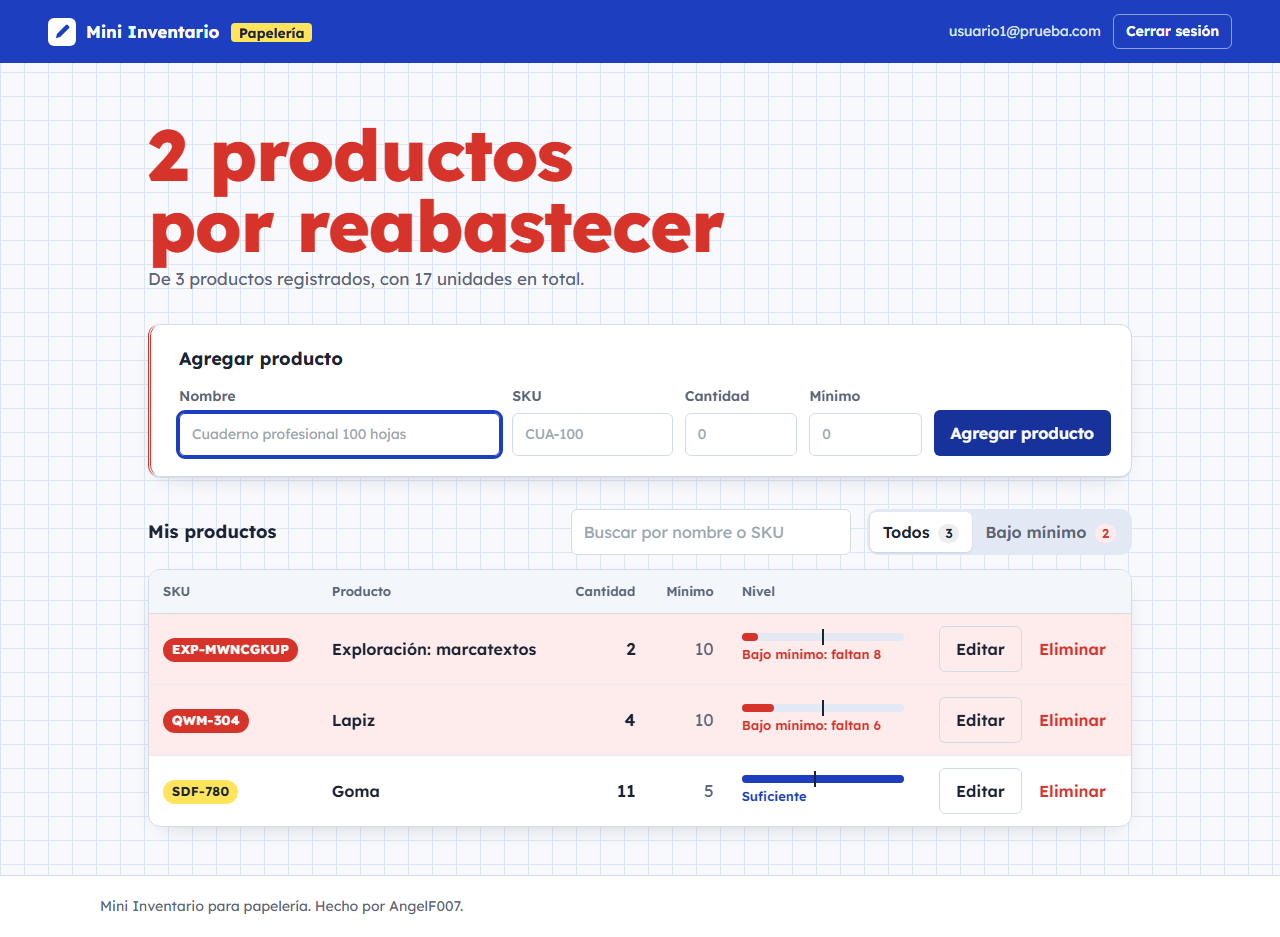 Mini Inventario Papelería usuario1@prueba.com Cerrar sesión
2 productos
por reabastecer
De 3 productos registrados, con 17 unidades en total.
Agregar producto
Nombre SKU Cantidad Mínimo
Cuaderno profesional 100 hojas CUA-100 0 0 Agregar producto
Mis productos Buscar por nombre o SKU Todos 3 Bajo mínimo 2
SKU Producto Cantidad Mínimo Nivel
EXP-MWNCGKUP Exploración: marcatextos 2 10 Bajo mínimo: faltan 8 Editar Eliminar
QWM-304 Lapiz 4 10 Bajo mínimo: faltan 6 Editar Eliminar
SDF-780 Goma 11 5 Suficiente Editar Eliminar
Mini Inventario para papelería. Hecho por AngelF007.